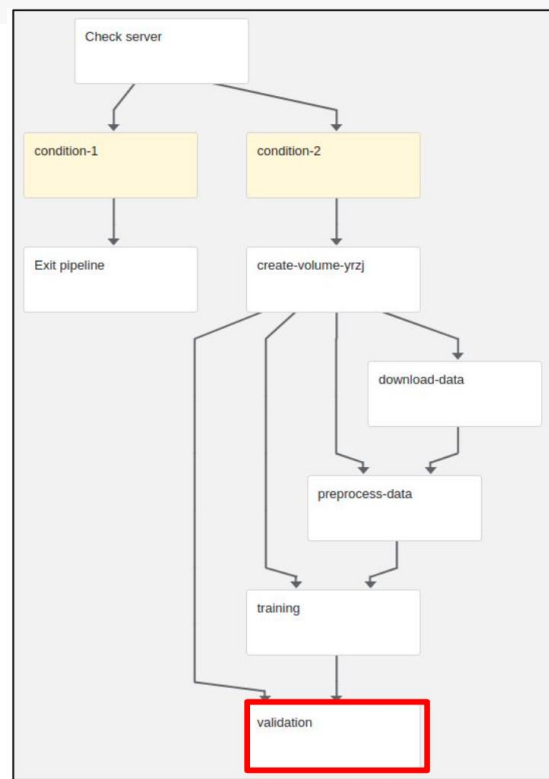 Check server
condition-1
condition-2
Exit pipeline
create-volume-yrzj
download-data
preprocess-data
training
validation